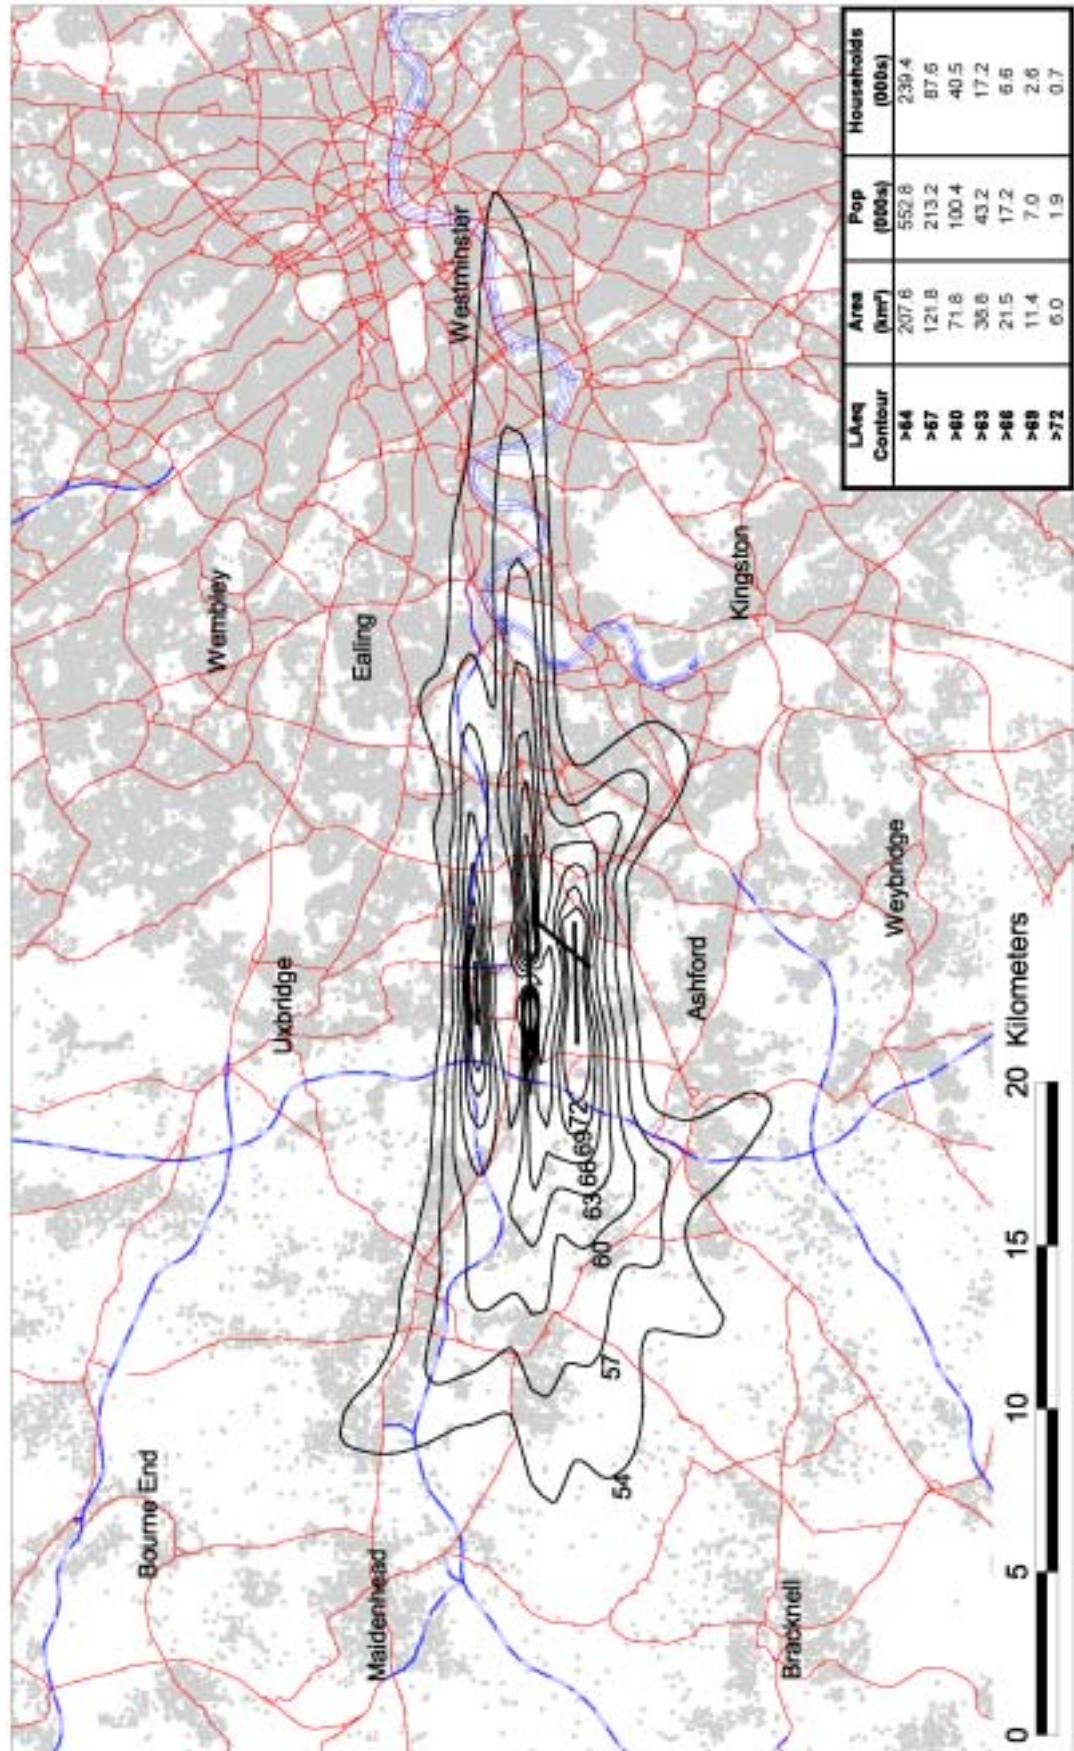 Bourne End
Uxbridge
Wembley
Maidenhead
Ealing
Westminster
54
57
60
63
66
69
72
Bracknell
Ashford
Kingston
Weybridge
0 5 10 15 20 Kilometers
LAeq Contour Area (km²) Pop (000s) Households (000s)
>54 207.6 552.8 239.4
>57 121.8 213.2 87.6
>60 71.8 100.4 40.5
>63 38.8 43.2 17.2
>66 21.5 17.2 6.6
>69 11.4 7.0 2.6
>72 6.0 1.9 0.7